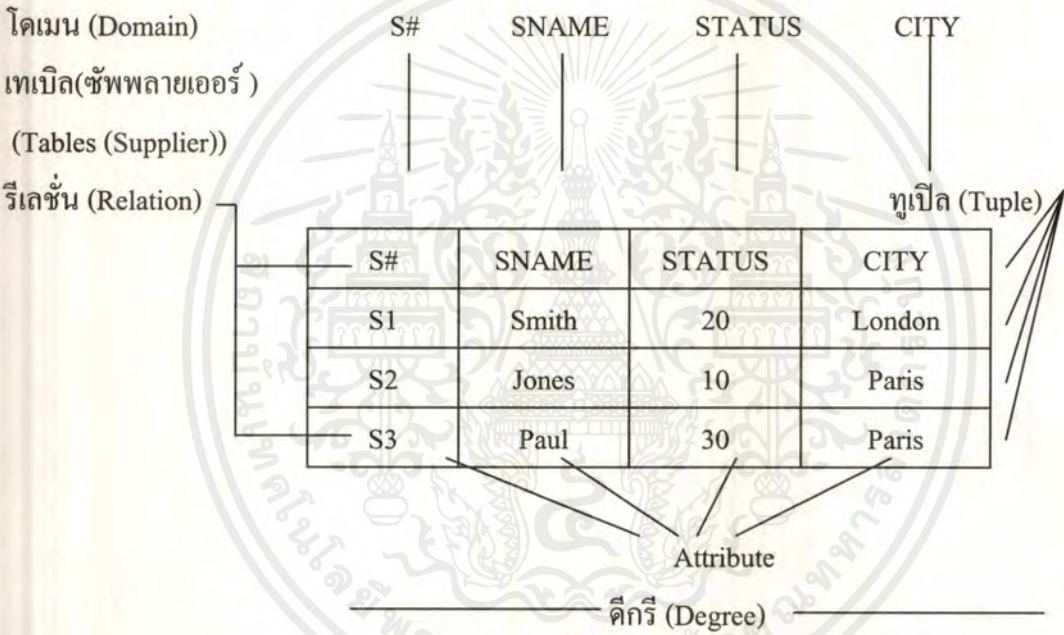 โดเมน (Domain) S# SNAME STATUS CITY
เทเบิล(ซัพพลายเออร์ )
(Tables (Supplier))
รีเลชั่น (Relation) ทูเปิล (Tuple)
S# SNAME STATUS CITY
S1 Smith 20 London
S2 Jones 10 Paris
S3 Paul 30 Paris
Attribute
ดีกรี (Degree)